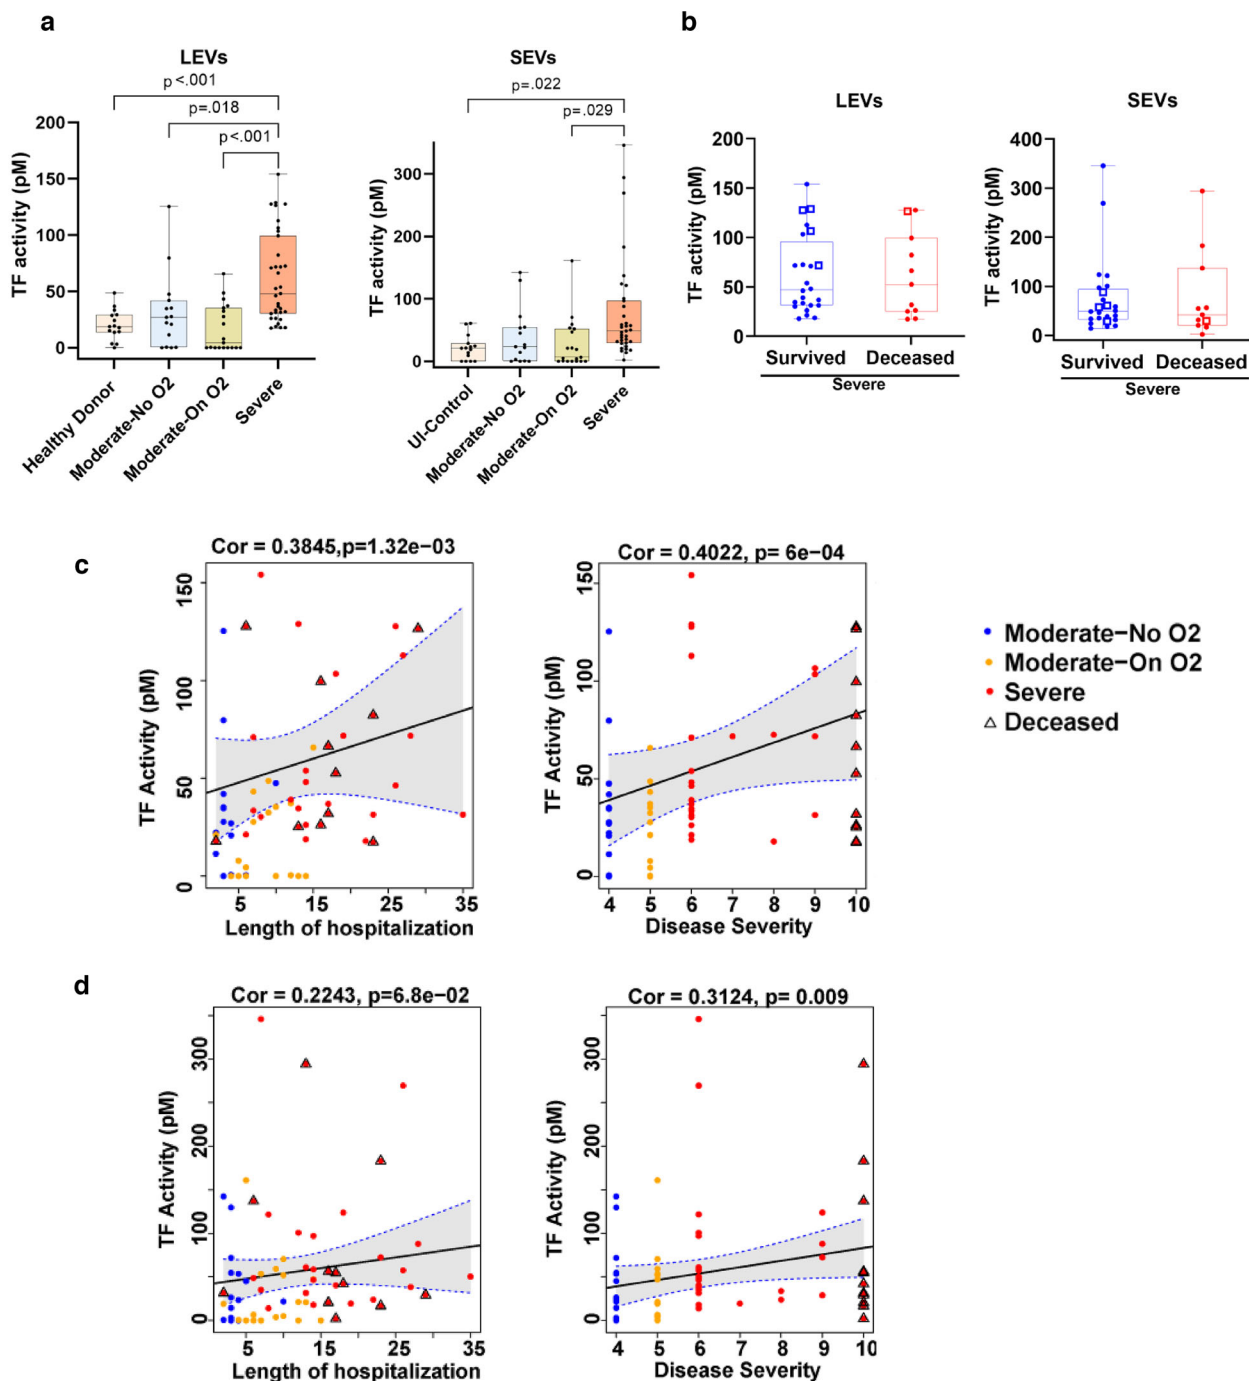 a
b
LEVs
SEVs
p<.001
p=.018
p<.001
p=.022
p=.029
TF activity (pM)
200
150
100
50
0
Healthy Donor
Moderate-No O2
Moderate-On O2
Severe
TF activity (pM)
300
200
100
0
UI-Control
Moderate-No O2
Moderate-On O2
Severe
LEVs
SEVs
TF activity (pM)
200
150
100
50
0
Survived Deceased
Severe
TF activity (pM)
400
300
200
100
0
Survived Deceased
Severe
c
Cor = 0.3845,p=1.32e−03
TF Activity (pM)
150
100
50
0
5 15 25 35
Length of hospitalization
Cor = 0.4022, p= 6e−04
TF Activity (pM)
150
100
50
0
4 5 6 7 8 9 10
Disease Severity
Moderate−No O2
Moderate−On O2
Severe
Deceased
d
Cor = 0.2243, p=6.8e−02
TF Activity (pM)
300
200
100
0
5 15 25 35
Length of hospitalization
Cor = 0.3124, p= 0.009
TF Activity (pM)
300
200
100
0
4 5 6 7 8 9 10
Disease Severity